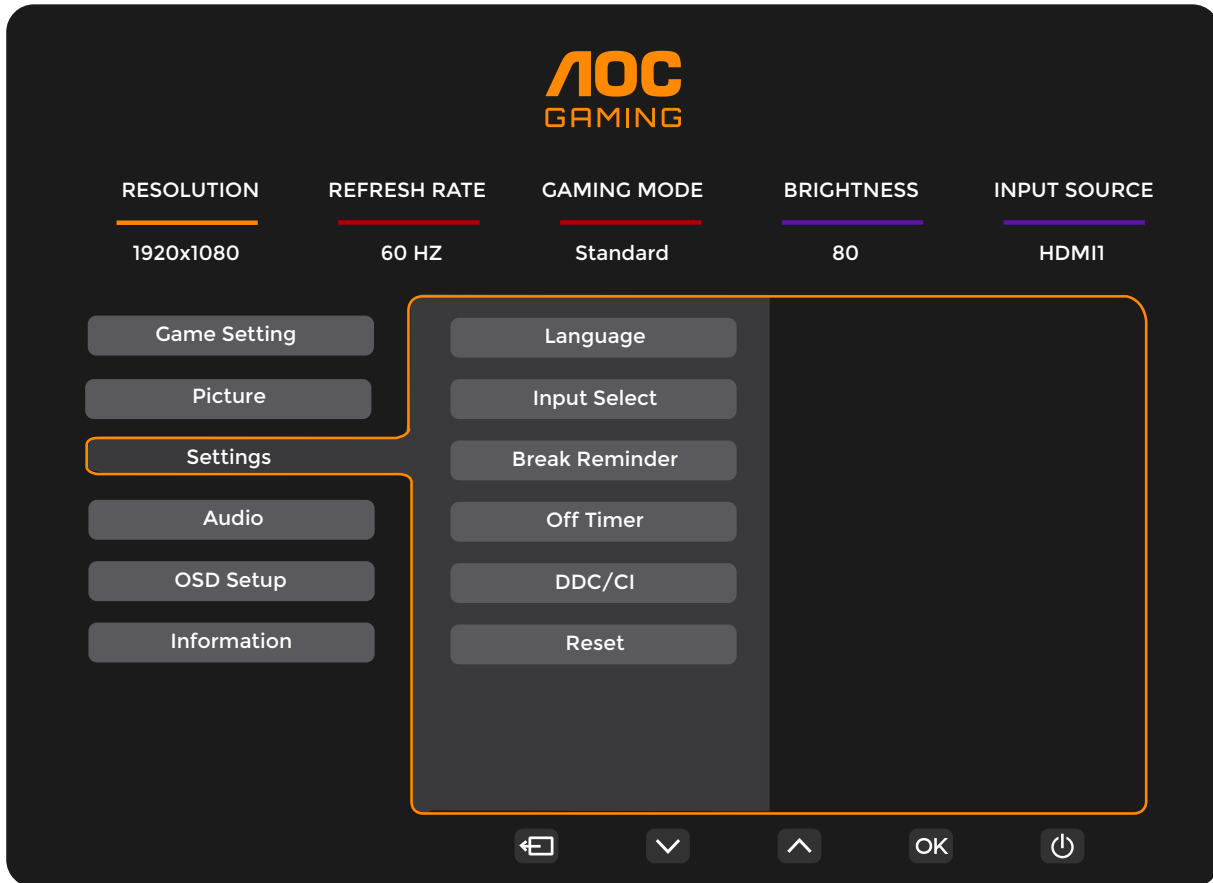 AOC
GAMING
RESOLUTION REFRESH RATE GAMING MODE BRIGHTNESS INPUT SOURCE
1920x1080 60 HZ Standard 80 HDMI1
Game Setting
Picture
Settings
Audio
OSD Setup
Information
Language
Input Select
Break Reminder
Off Timer
DDC/CI
Reset
OK